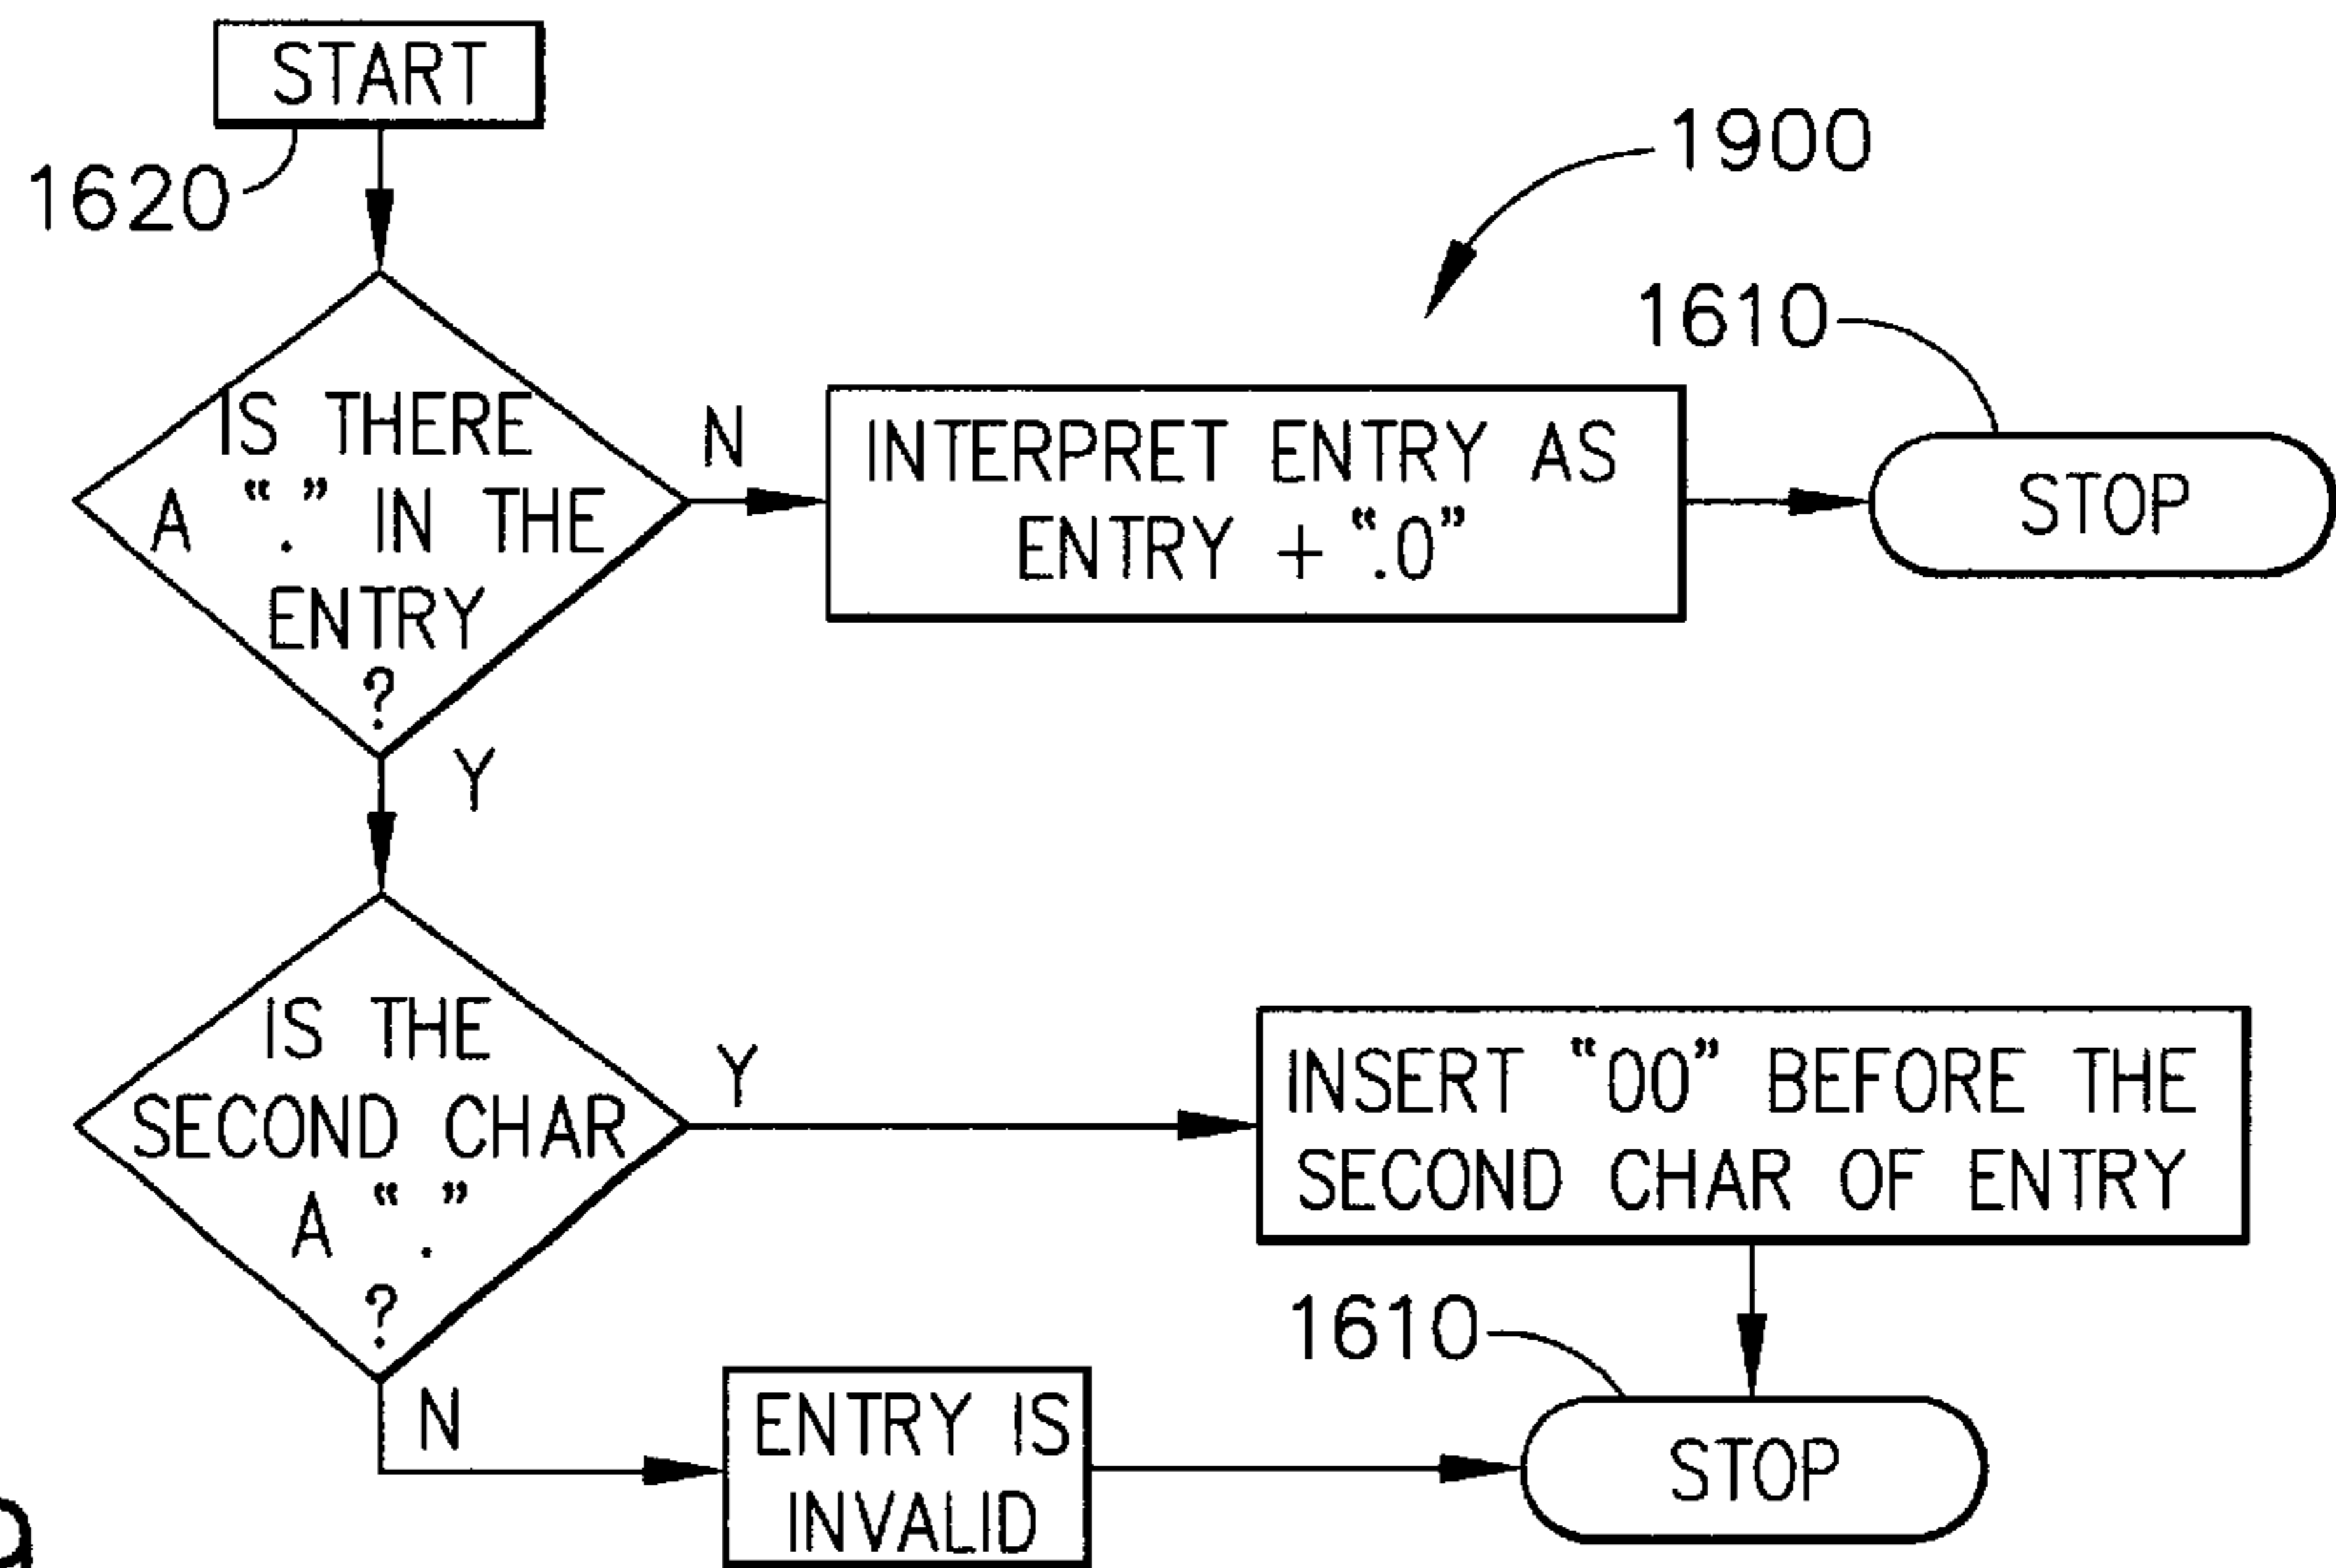 START
1620
1900
1610
IS THERE
A “.” IN THE
ENTRY
?
N
INTERPRET ENTRY AS
ENTRY + “.0”
STOP
Y
IS THE
SECOND CHAR
A “.”
?
Y
INSERT “00” BEFORE THE
SECOND CHAR OF ENTRY
1610
N
ENTRY IS
INVALID
STOP